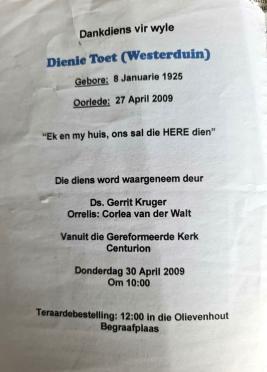 Dankdiens vir wyle
Dienie Toet (Westerduin)
Gebore: 8 Januarie 1925
Oorlede: 27 April 2009
"Ek en my huis, ons sal die HERE dien"
Die diens word waargeneem deur
Ds. Gerrit Kruger
Orrelis: Corlea van der Walt
Vanuit die Gereformeerde Kerk
Centurion
Donderdag 30 April 2009
Om 10:00
Teraardebestelling: 12:00 in die Olievenhout
Begraafplaas